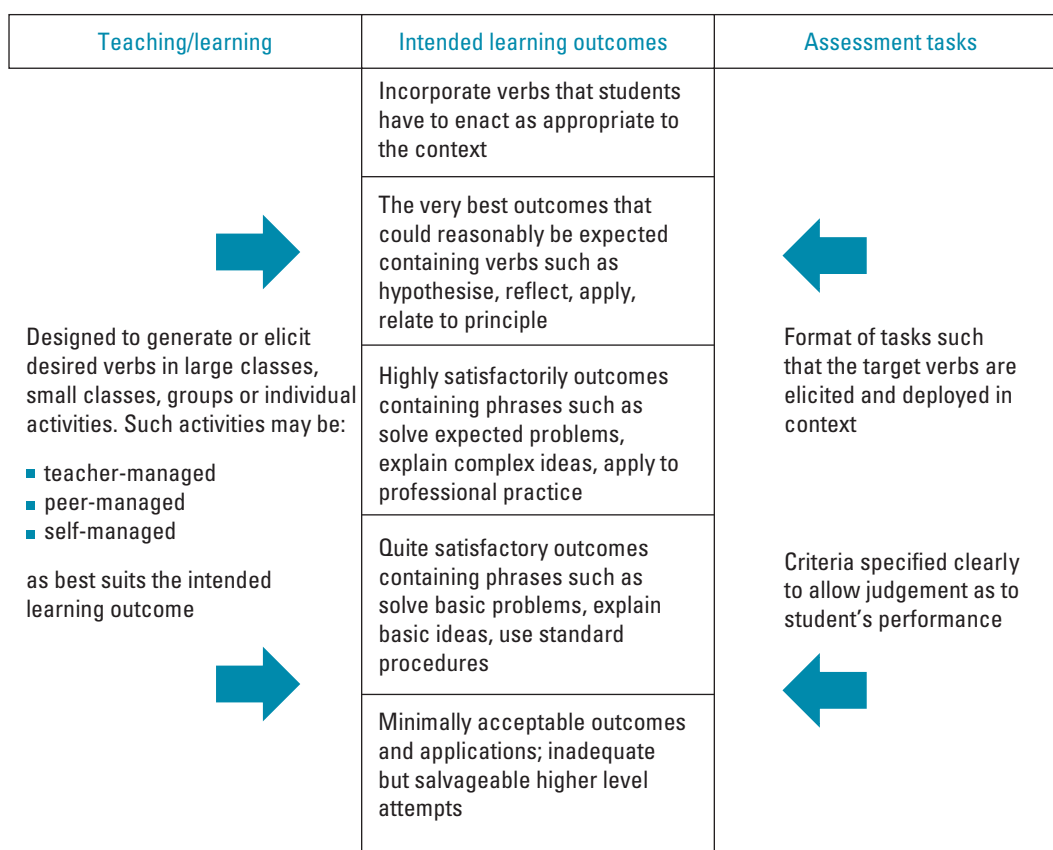 Teaching/learning
Intended learning outcomes
Assessment tasks
Designed to generate or elicit
desired verbs in large classes,
small classes, groups or individual
activities. Such activities may be:
teacher-managed
peer-managed
self-managed
as best suits the intended
learning outcome
Incorporate verbs that students
have to enact as appropriate to
the context
The very best outcomes that
could reasonably be expected
containing verbs such as
hypothesise, reflect, apply,
relate to principle
Highly satisfactorily outcomes
containing phrases such as
solve expected problems,
explain complex ideas, apply to
professional practice
Quite satisfactory outcomes
containing phrases such as
solve basic problems, explain
basic ideas, use standard
procedures
Minimally acceptable outcomes
and applications; inadequate
but salvageable higher level
attempts
Format of tasks such
that the target verbs are
elicited and deployed in
context
Criteria specified clearly
to allow judgement as to
student's performance